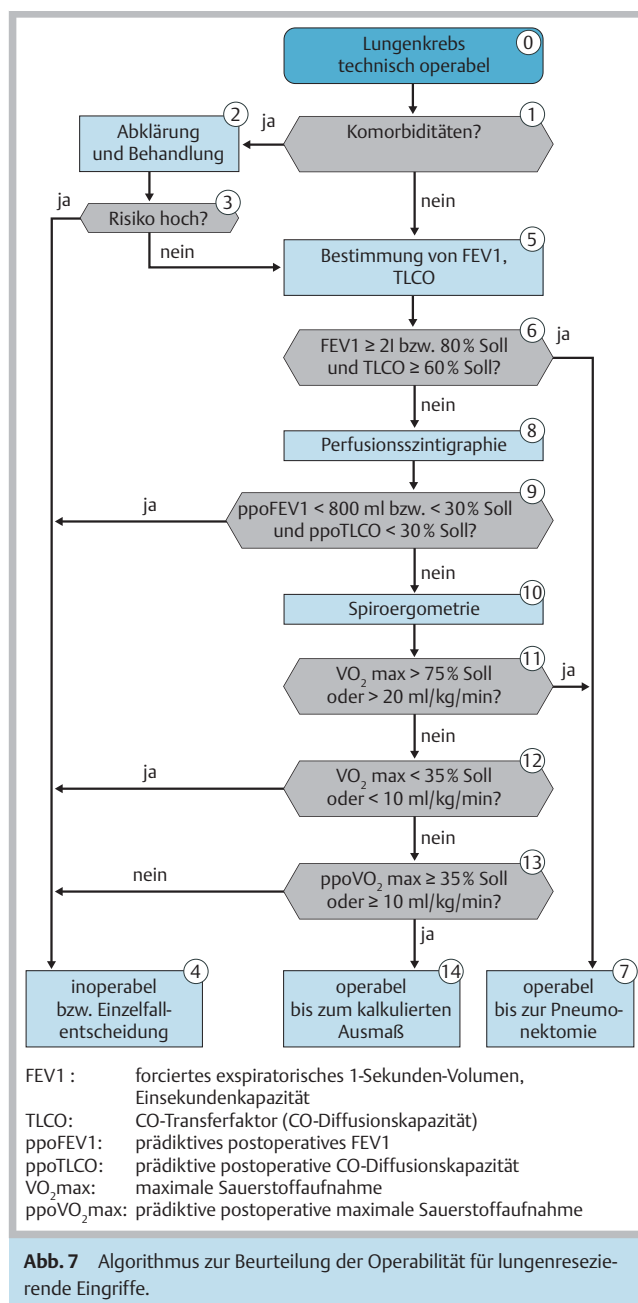 0
Lungenkrebs
technisch operabel
1
Komorbiditäten?
ja
2
Abklärung
und Behandlung
nein
3
Risiko hoch?
ja
nein
5
Bestimmung von FEV1,
TLCO
6
FEV1 ≥ 2l bzw. 80% Soll
und TLCO ≥ 60% Soll?
ja
nein
8
Perfusionsszintigraphie
9
ppoFEV1 < 800 ml bzw. < 30% Soll
und ppoTLCO < 30% Soll?
ja
nein
10
Spiroergometrie
11
VO₂ max > 75% Soll
oder > 20 ml/kg/min?
ja
nein
12
VO₂ max < 35% Soll
oder < 10 ml/kg/min?
ja
nein
13
ppoVO₂ max ≥ 35% Soll
oder ≥ 10 ml/kg/min?
nein
ja
4
inoperabel
bzw. Einzelfall-
entscheidung
14
operabel
bis zum kalkulierten
Ausmaß
7
operabel
bis zur Pneumo-
nektomie
FEV1 : forciertes exspiratorisches 1-Sekunden-Volumen,
Einsekundenkapazität
TLCO: CO-Transferfaktor (CO-Diffusionskapazität)
ppoFEV1: prädiktives postoperatives FEV1
ppoTLCO: prädiktive postoperative CO-Diffusionskapazität
VO₂max: maximale Sauerstoffaufnahme
ppoVO₂max: prädiktive postoperative maximale Sauerstoffaufnahme
Abb. 7 Algorithmus zur Beurteilung der Operabilität für lungenresezie-
rende Eingriffe.